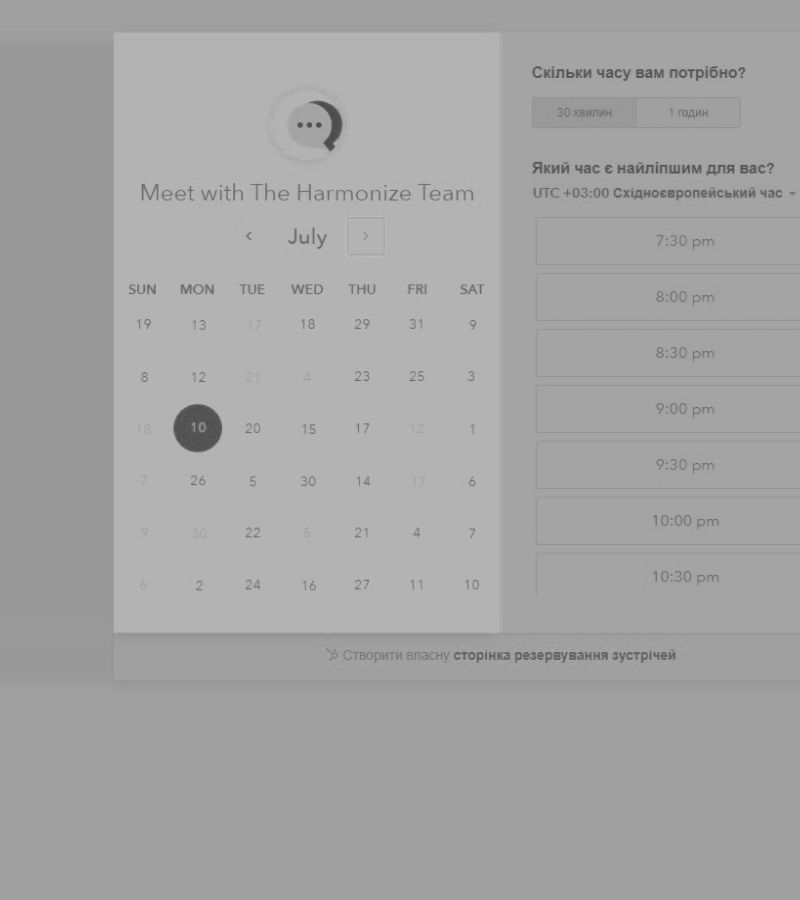 Meet with The Harmonize Team
July
SUN MON TUE WED THU FRI SAT
19 13 17 18 29 31 9
8 12 21 4 23 25 3
18 10 20 15 17 12 1
7 26 5 30 14 17 6
9 30 22 5 21 4 7
6 2 24 16 27 11 10
Скільки часу вам потрібно?
30 хвилин 1 годин
Який час є найліпшим для вас?
UTC +03:00 Східноєвропейський час
7:30 pm
8:00 pm
8:30 pm
9:00 pm
9:30 pm
10:00 pm
10:30 pm
Створити власну сторінка резервування зустрічей